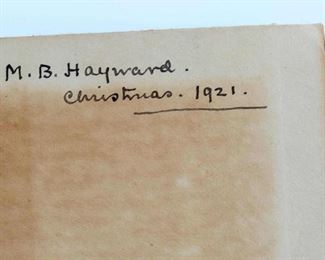 M. B. Hayward.
Christmas. 1921.